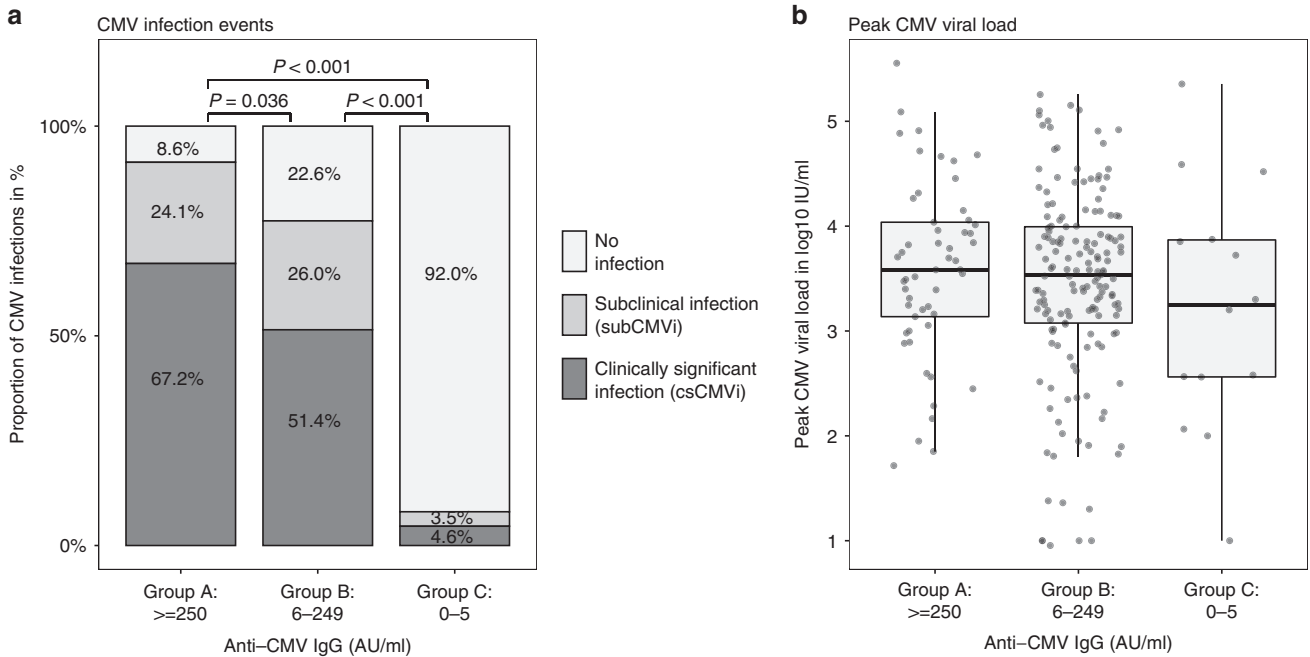 a
CMV infection events
P < 0.001
P = 0.036
P < 0.001
Proportion of CMV infections in %
100%
50%
0%
8.6%
24.1%
67.2%
22.6%
26.0%
51.4%
92.0%
3.5%
4.6%
Group A:
>=250
Group B:
6–249
Group C:
0–5
Anti–CMV IgG (AU/ml)
No
infection
Subclinical infection
(subCMVi)
Clinically significant
infection (csCMVi)
b
Peak CMV viral load
Peak CMV viral load in log10 IU/ml
5
4
3
2
1
Group A:
>=250
Group B:
6–249
Group C:
0–5
Anti–CMV IgG (AU/ml)